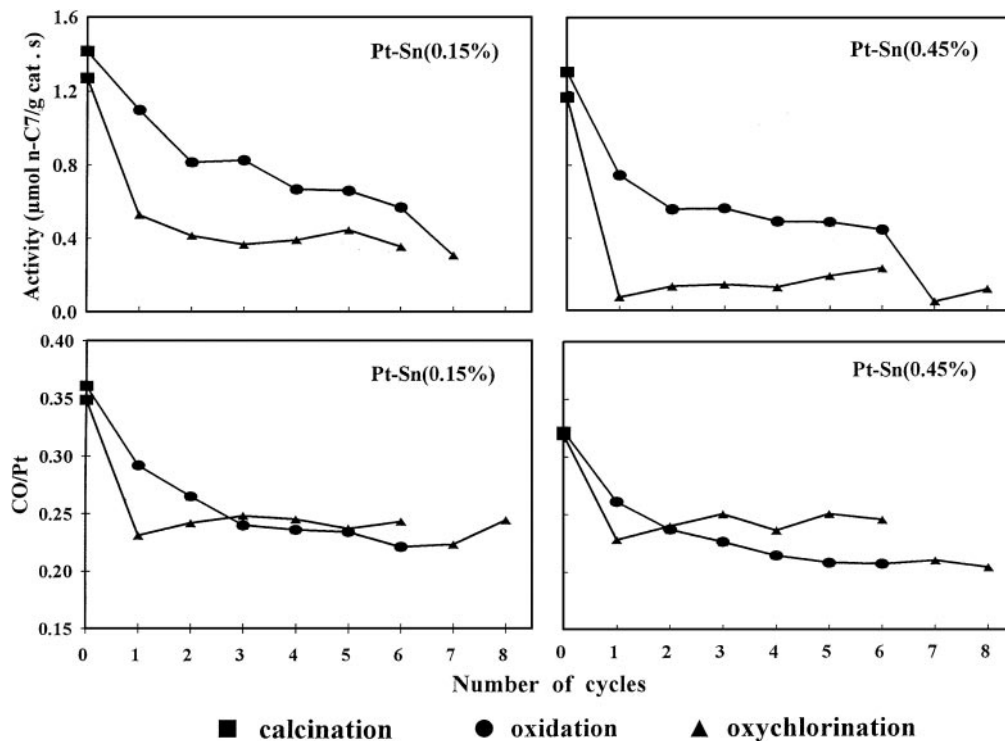 Activity (µmol n-C7/g cat . s)
1.6
1.2
0.8
0.4
0.0
Pt-Sn(0.15%)
Pt-Sn(0.45%)
CO/Pt
0.40
0.35
0.30
0.25
0.20
0.15
Pt-Sn(0.15%)
Pt-Sn(0.45%)
0 1 2 3 4 5 6 7 8
0 1 2 3 4 5 6 7 8
Number of cycles
calcination oxidation oxychlorination